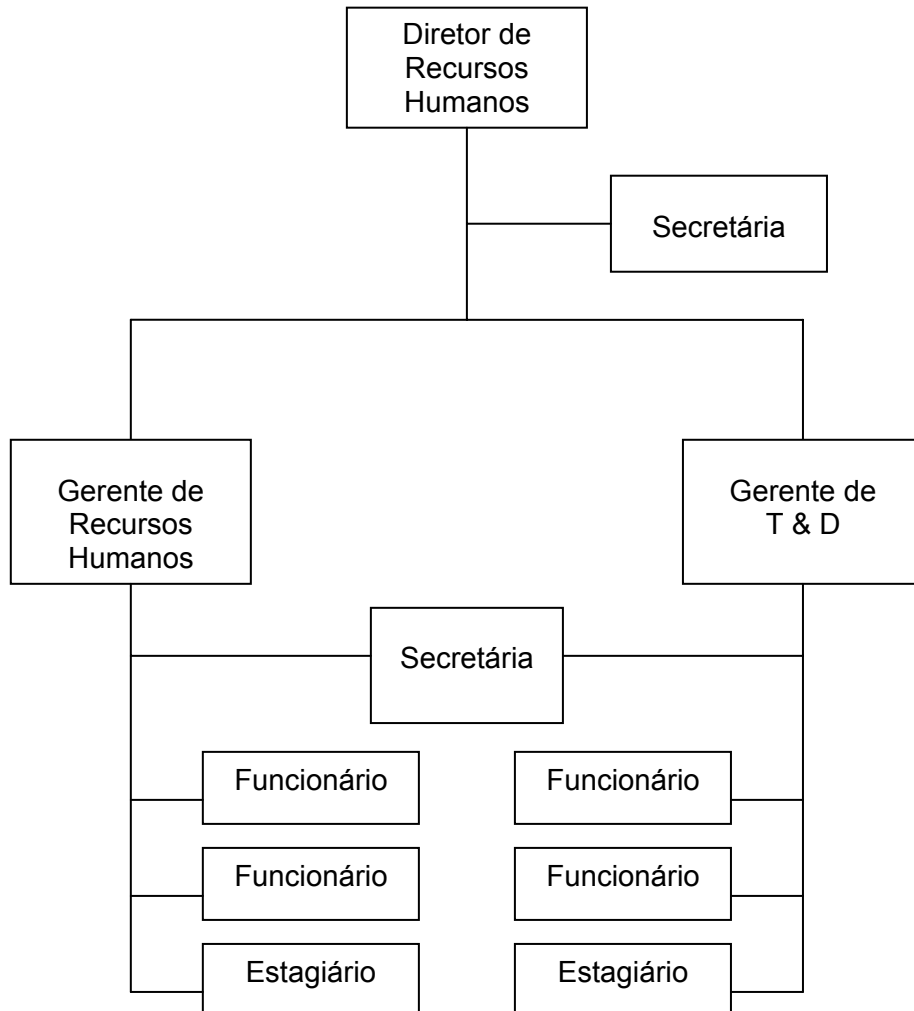 Diretor de
Recursos
Humanos
Secretária
Gerente de
Recursos
Humanos
Gerente de
T & D
Secretária
Funcionário
Funcionário
Funcionário
Funcionário
Estagiário
Estagiário